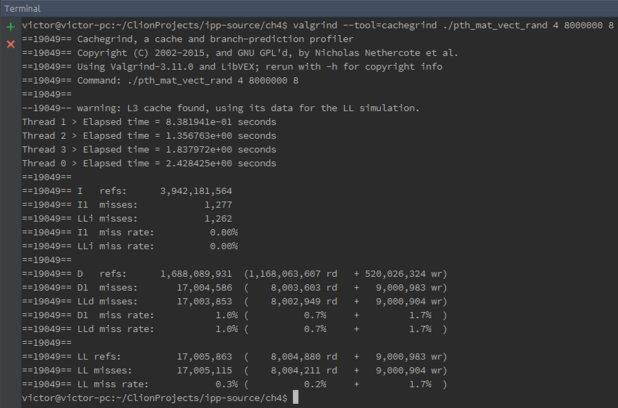 Terminal
victor@victor-pc:~/ClionProjects/ipp-source/ch4$ valgrind --tool=cachegrind ./pth_mat_vect_rand 4 8000000 8
==19049== Cachegrind, a cache and branch-prediction profiler
==19049== Copyright (C) 2002-2015, and GNU GPL'd, by Nicholas Nethercote et al.
==19049== Using Valgrind-3.11.0 and LibVEX; rerun with -h for copyright info
==19049== Command: ./pth_mat_vect_rand 4 8000000 8
==19049==
--19049-- warning: L3 cache found, using its data for the LL simulation.
Thread 1 > Elapsed time = 8.381941e-01 seconds
Thread 2 > Elapsed time = 1.356763e+00 seconds
Thread 3 > Elapsed time = 1.837972e+00 seconds
Thread 0 > Elapsed time = 2.428425e+00 seconds
==19049==
==19049== I   refs:      3,942,181,564
==19049== I1  misses:            1,277
==19049== LLi misses:            1,262
==19049== I1  miss rate:          0.00%
==19049== LLi miss rate:          0.00%
==19049==
==19049== D   refs:      1,688,089,931  (1,168,063,607 rd   + 520,026,324 wr)
==19049== D1  misses:       17,004,586  (    8,003,603 rd   +   9,000,983 wr)
==19049== LLd misses:       17,003,853  (    8,002,949 rd   +   9,000,904 wr)
==19049== D1  miss rate:           1.0% (          0.7%     +         1.7%  )
==19049== LLd miss rate:           1.0% (          0.7%     +         1.7%  )
==19049==
==19049== LL refs:          17,005,863  (    8,004,880 rd   +   9,000,983 wr)
==19049== LL misses:        17,005,115  (    8,004,211 rd   +   9,000,904 wr)
==19049== LL miss rate:            0.3% (          0.2%     +         1.7%  )
victor@victor-pc:~/ClionProjects/ipp-source/ch4$